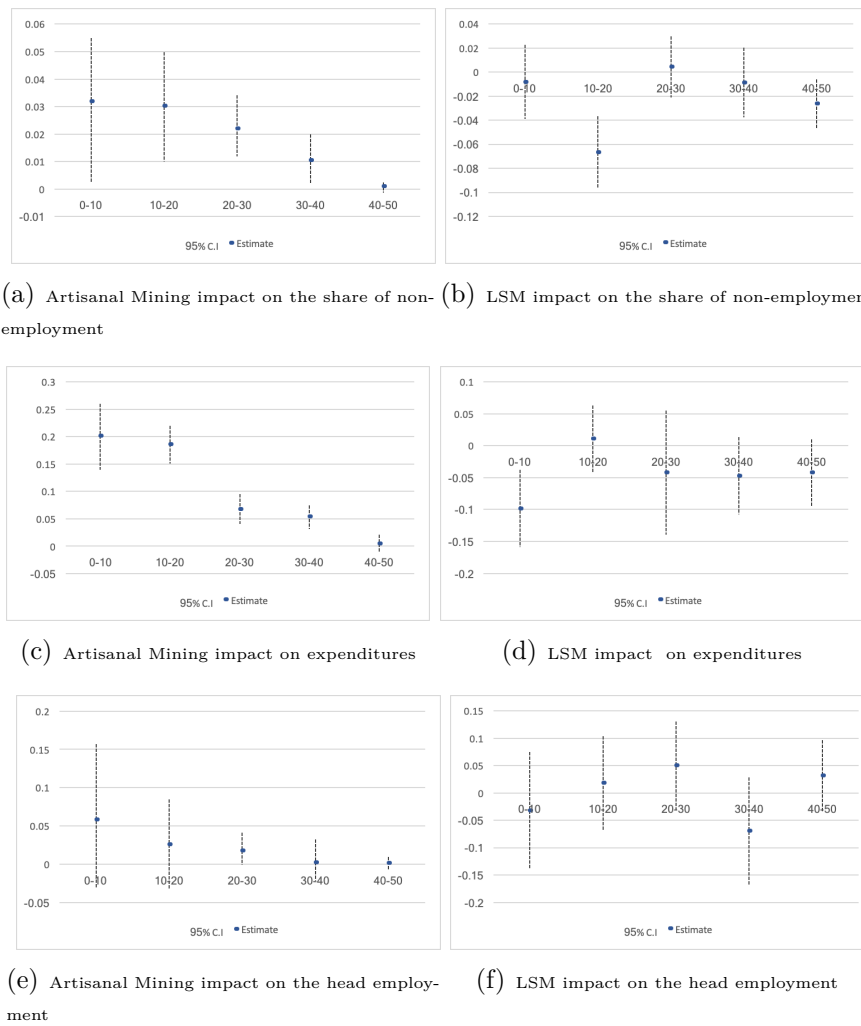 0.06
0.05
0.04
0.03
0.02
0.01
0
-0.01
0-10 10-20 20-30 30-40 40-50
95% C.I Estimate
0.04
0.02
0
-0.02
-0.04
-0.06
-0.08
-0.1
-0.12
0-10 10-20 20-30 30-40 40-50
95% C.I Estimate
(a) Artisanal Mining impact on the share of non-
employment
(b) LSM impact on the share of non-employmen
0.3
0.25
0.2
0.15
0.1
0.05
0
-0.05
0-10 10-20 20-30 30-40 40-50
95% C.I Estimate
0.1
0.05
0
-0.05
-0.1
-0.15
-0.2
0-10 10-20 20-30 30-40 40-50
95% C.I Estimate
(c) Artisanal Mining impact on expenditures
(d) LSM impact on expenditures
0.2
0.15
0.1
0.05
0
-0.05
0-10 10-20 20-30 30-40 40-50
95% C.I Estimate
0.15
0.1
0.05
0
-0.05
-0.1
-0.15
-0.2
0-10 10-20 20-30 30-40 40-50
95% C.I Estimate
(e) Artisanal Mining impact on the head employ-
ment
(f) LSM impact on the head employment